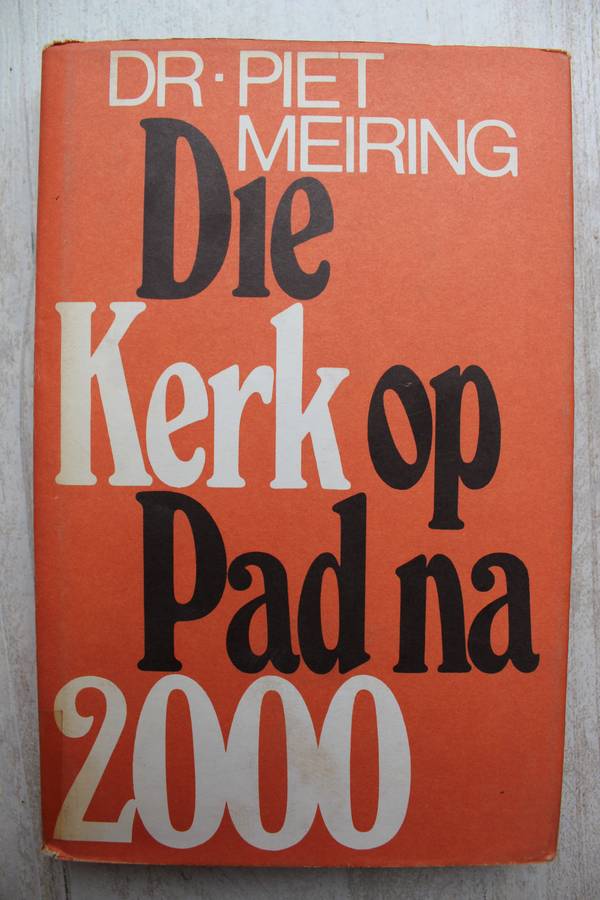 DR · PIET
MEIRING
Die
Kerk op
Pad na
2000